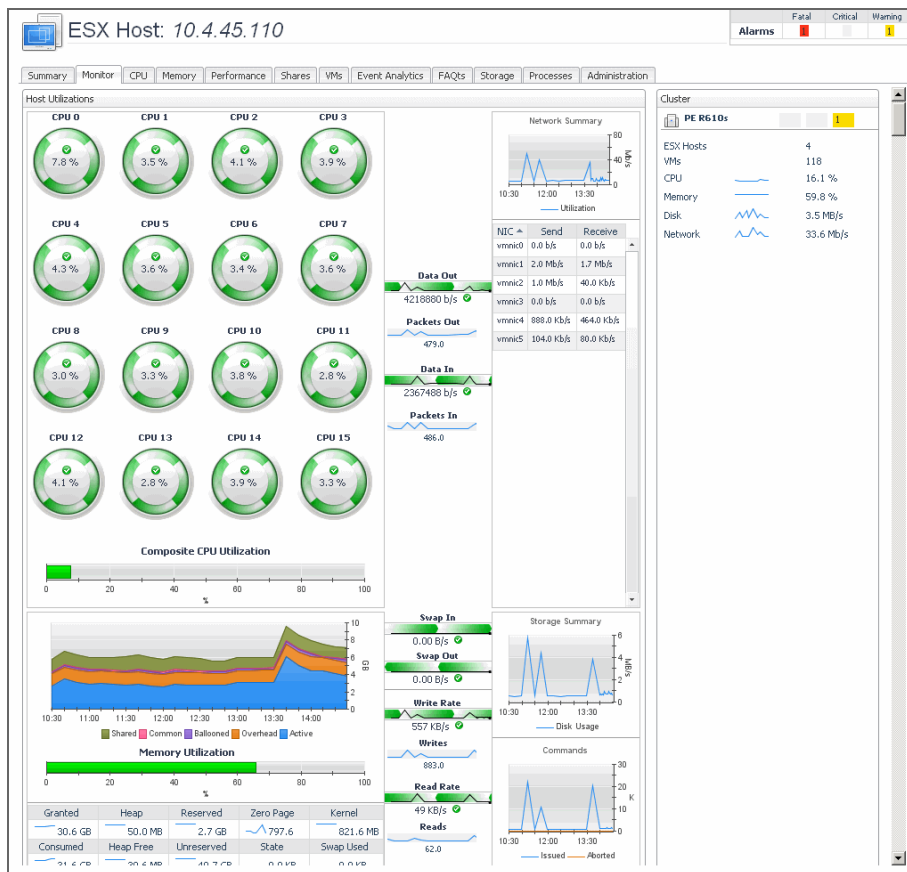 ESX Host: 10.4.45.110
Fatal Critical Warning
Alarms 1 1
Summary Monitor CPU Memory Performance Shares VMs Event Analytics FAQts Storage Processes Administration
Host Utilizations
CPU 0 CPU 1 CPU 2 CPU 3
7.8 % 3.5 % 4.1 % 3.9 %
CPU 4 CPU 5 CPU 6 CPU 7
4.3 % 3.6 % 3.4 % 3.6 %
CPU 8 CPU 9 CPU 10 CPU 11
3.0 % 3.3 % 3.8 % 2.8 %
CPU 12 CPU 13 CPU 14 CPU 15
4.1 % 2.8 % 3.9 % 3.3 %
Composite CPU Utilization
0 20 40 60 80 100
%
Data Out
4218880 b/s
Packets Out
479.0
Data In
2367488 b/s
Packets In
486.0
Network Summary
80
40
0
Mb/s
10:30 12:00 13:30
Utilization
NIC Send Receive
vmnic0 0.0 b/s 0.0 b/s
vmnic1 2.0 Mb/s 1.7 Mb/s
vmnic2 1.0 Mb/s 40.0 Kb/s
vmnic3 0.0 b/s 0.0 b/s
vmnic4 888.0 Kb/s 464.0 Kb/s
vmnic5 104.0 Kb/s 80.0 Kb/s
Cluster
PE R610s 1
ESX Hosts 4
VMs 118
CPU 16.1 %
Memory 59.8 %
Disk 3.5 MB/s
Network 33.6 Mb/s
10
8
6
4
2
0
GB
10:30 11:00 11:30 12:00 12:30 13:00 13:30 14:00
Shared Common Ballooned Overhead Active
Memory Utilization
0 20 40 60 80 100
%
Granted Heap Reserved Zero Page Kernel
30.6 GB 50.0 MB 2.7 GB 797.6 821.6 MB
Consumed Heap Free Unreserved State Swap Used
Swap In
0.00 B/s
Swap Out
0.00 B/s
Write Rate
557 KB/s
Writes
883.0
Read Rate
49 KB/s
Reads
62.0
Storage Summary
6
4
2
0
MB/s
10:30 12:00 13:30
Disk Usage
Commands
30
20
10
0
K
10:30 12:00 13:30
Issued Aborted